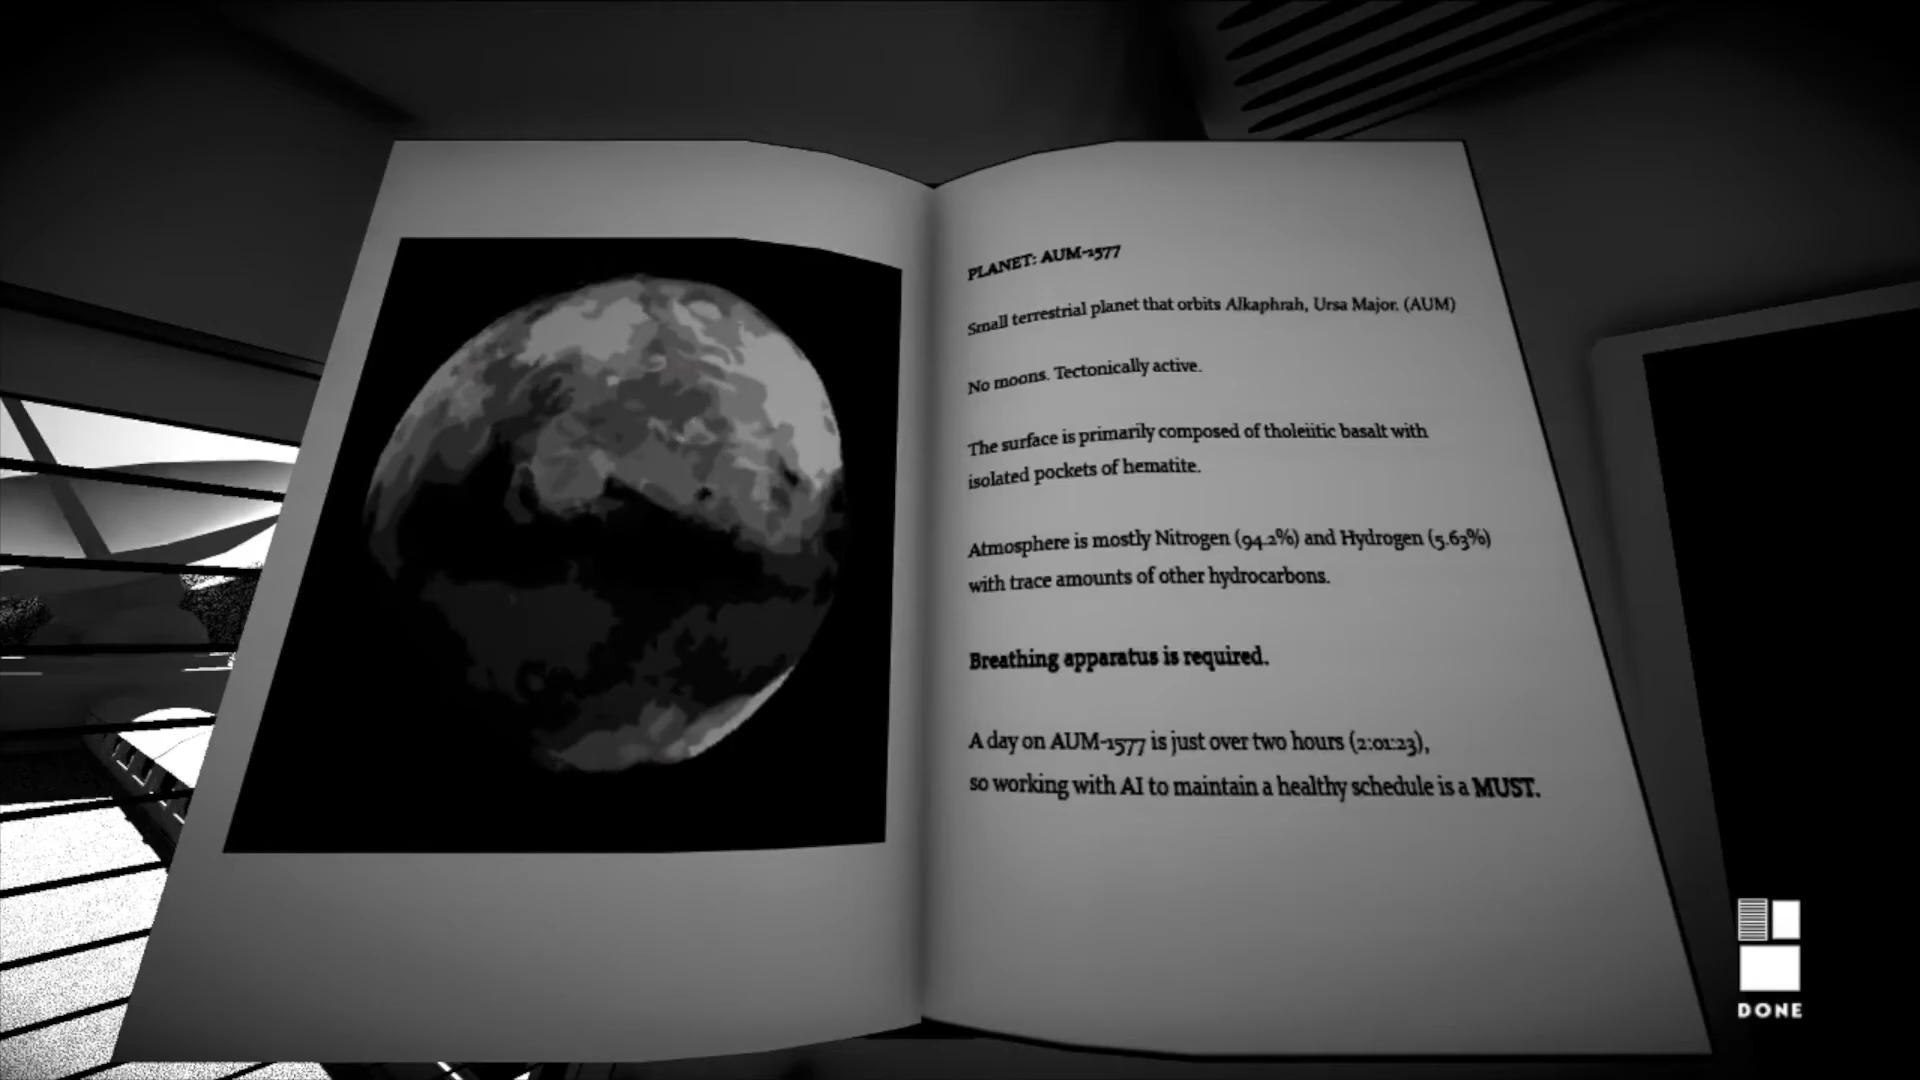 PLANET: AUM-1577
Small terrestrial planet that orbits Alkaphrah, Ursa Major. (AUM)
No moons. Tectonically active.
The surface is primarily composed of tholeiitic basalt with
isolated pockets of hematite.
Atmosphere is mostly Nitrogen (94.2%) and Hydrogen (5.63%)
with trace amounts of other hydrocarbons.
Breathing apparatus is required.
A day on AUM-1577 is just over two hours (2:01:23),
so working with AI to maintain a healthy schedule is a MUST.
DONE